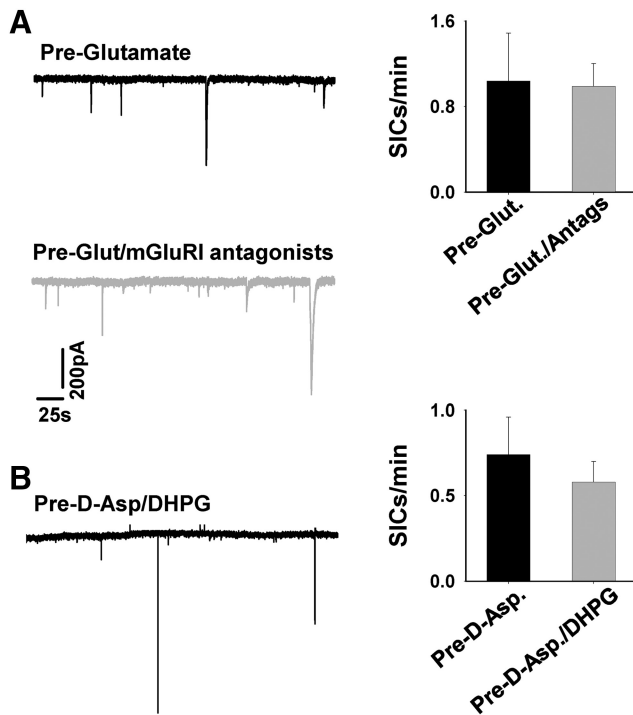 A
Pre-Glutamate
Pre-Glut/mGluRI antagonists
200pA
25s
SICs/min
1.6
0.8
0.0
Pre-Glut.
Pre-Glut./Antags
B
Pre-D-Asp/DHPG
SICs/min
1.0
0.5
0.0
Pre-D-Asp.
Pre-D-Asp./DHPG